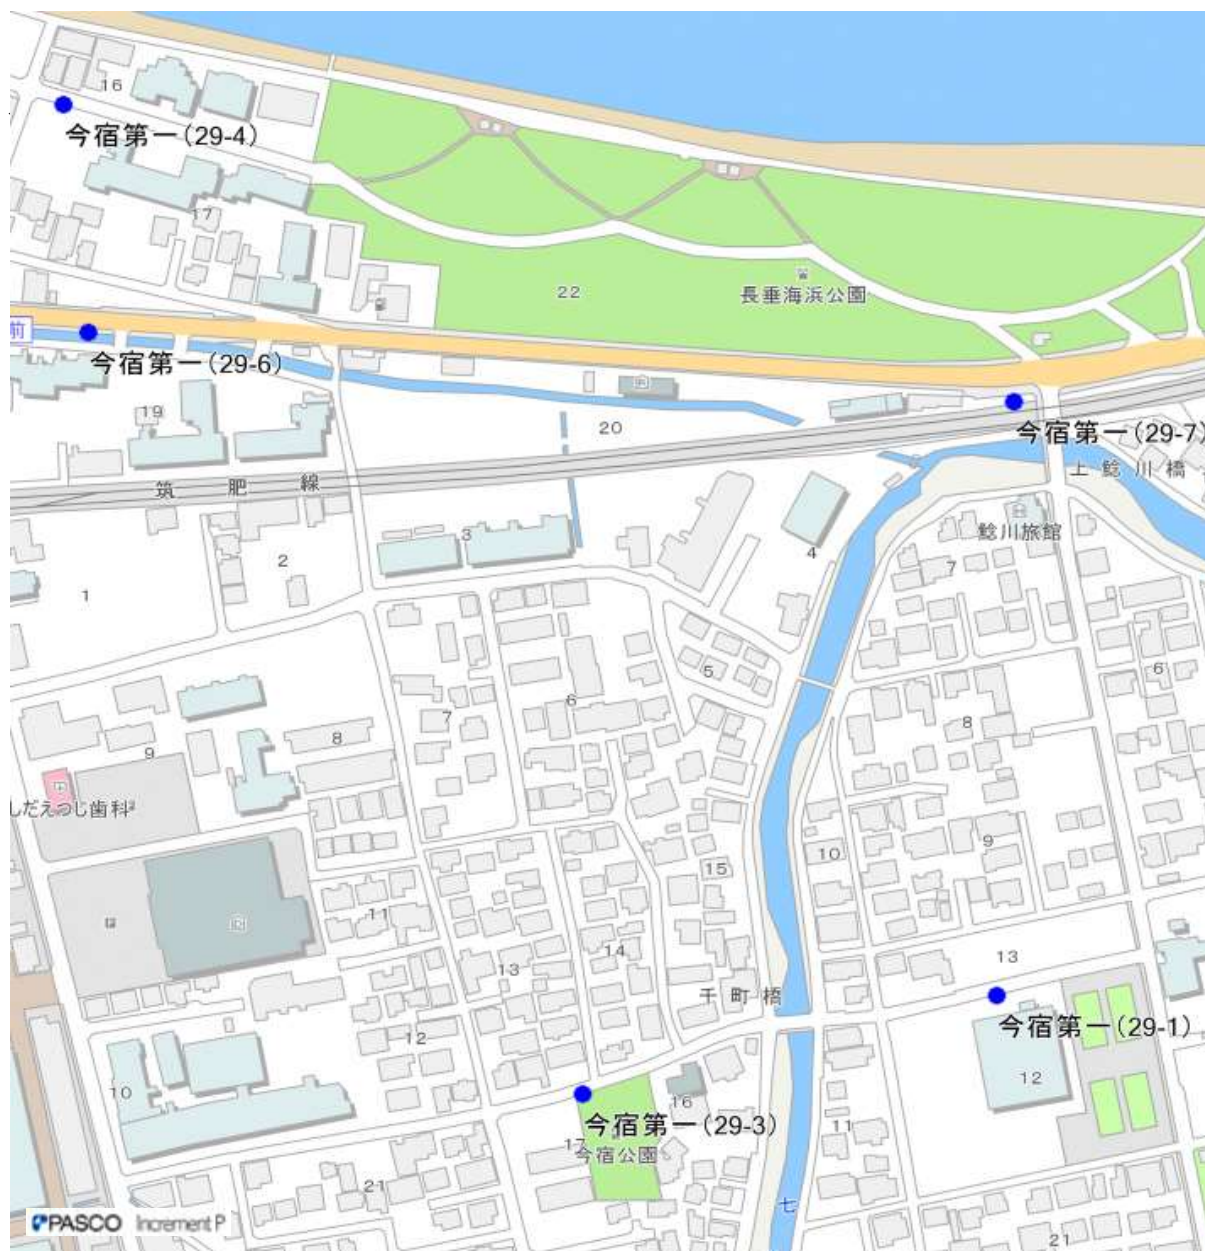 16
今宿第一(29-4)
17
22
長垂海浜公園
前
今宿第一(29-6)
19
20
今宿第一(29-7)
上鯰川橋
筑肥線
鯰川旅館
3
4
2
7
1
5
6
6
7
8
8
9
しだえつじ歯科
9
10
15
11
14
13
13
千町橋
今宿第一(29-1)
12
12
10
16
今宿第一(29-3)
11
17
今宿公園
21
七
21
PASCO Increment P